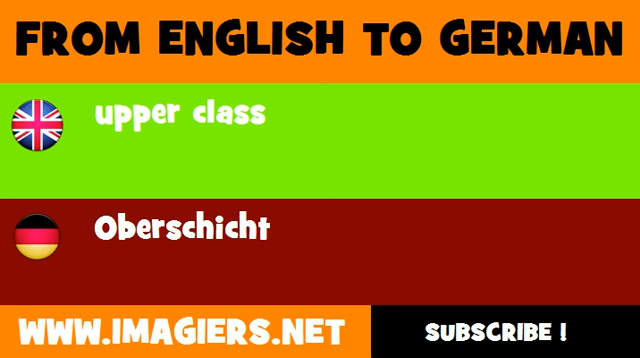 FROM ENGLISH TO GERMAN
upper class
Oberschicht
WWW.IMAGIERS.NET
SUBSCRIBE !